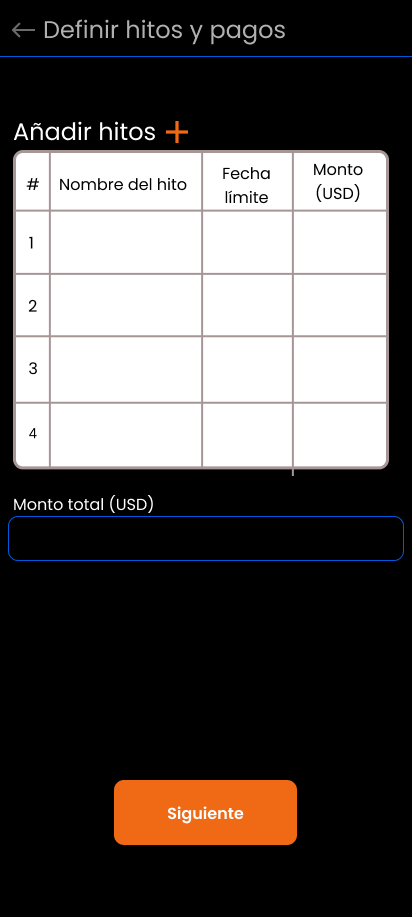 Definir hitos y pagos
Añadir hitos +
# Nombre del hito Fecha límite Monto (USD)
1
2
3
4
Monto total (USD)
Siguiente